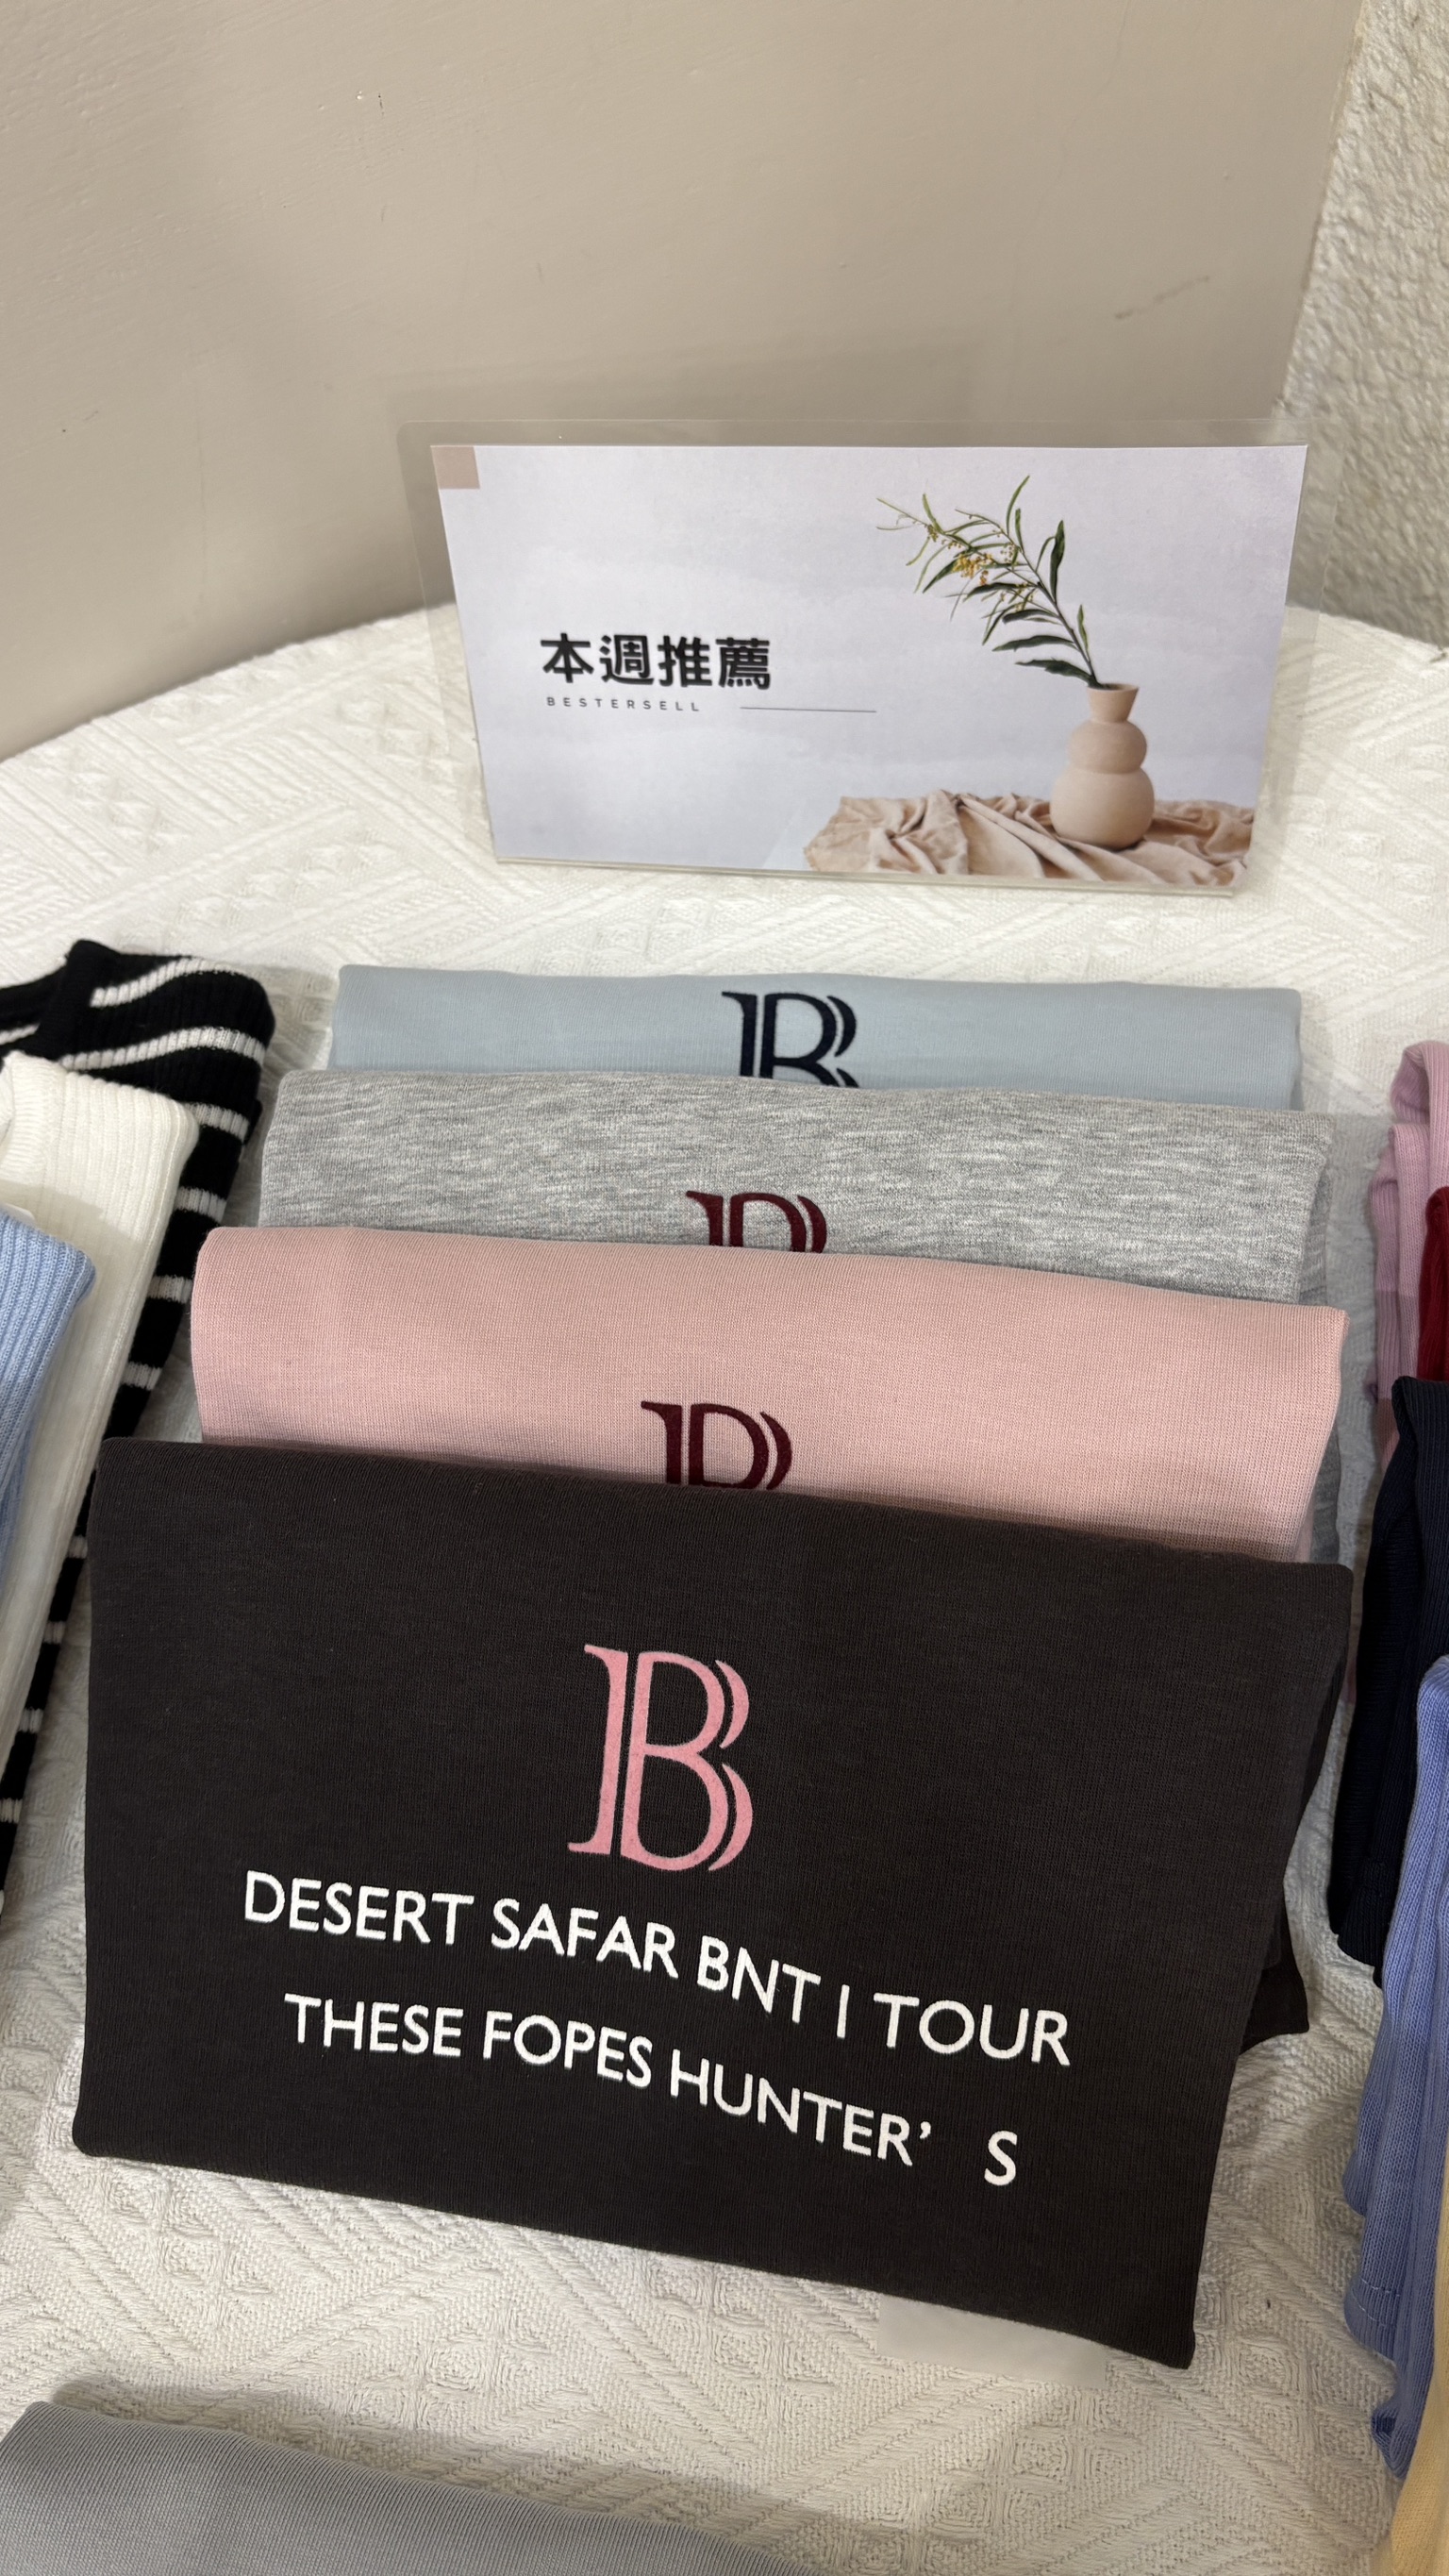 本週推薦
BESTERSELL
B
B
B
B
DESERT SAFAR BNT I TOUR
THESE FOPES HUNTER’ S